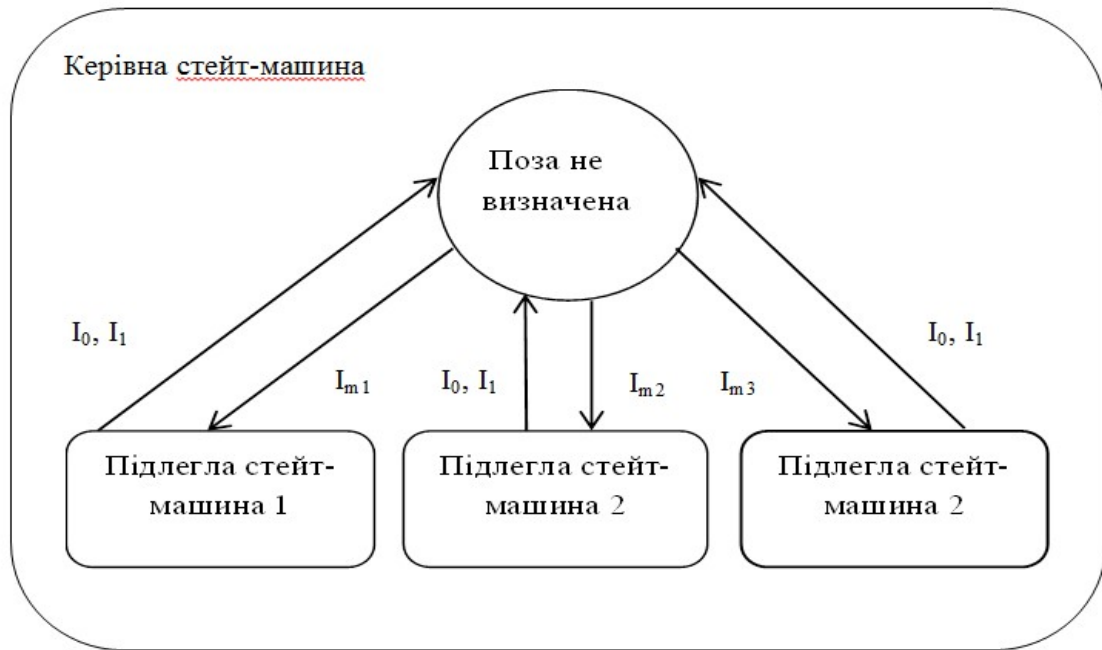 Керівна стейт-машина
Поза не
визначена
I₀, I₁
Iₘ₁
I₀, I₁
Iₘ₂
Iₘ₃
I₀, I₁
Підлегла стейт-
машина 1
Підлегла стейт-
машина 2
Підлегла стейт-
машина 2